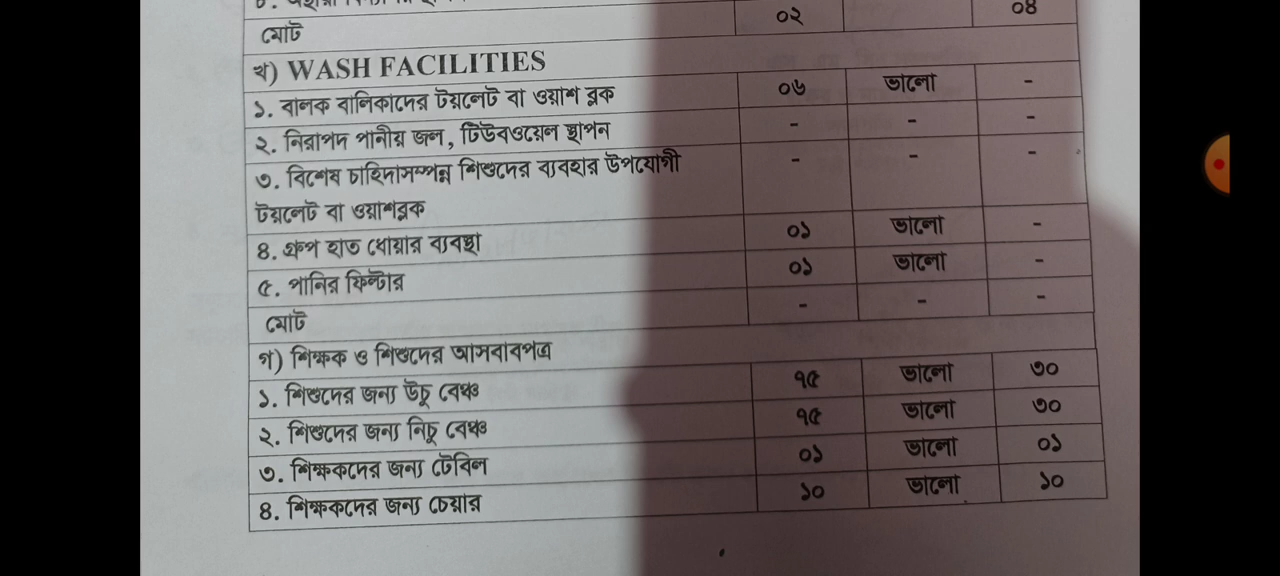 মোট ০২ ০৪
খ) WASH FACILITIES
১. বালক বালিকাদের টয়লেট বা ওয়াশ ব্লক ০৬ ভালো -
২. নিরাপদ পানীয় জল, টিউবওয়েল স্থাপন - - -
৩. বিশেষ চাহিদাসম্পন্ন শিশুদের ব্যবহার উপযোগী - - -
টয়লেট বা ওয়াশব্লক
৪. গ্রুপ হাত ধোয়ার ব্যবস্থা ০১ ভালো -
৫. পানির ফিল্টার ০১ ভালো -
মোট - - -
গ) শিক্ষক ও শিশুদের আসবাবপত্র
১. শিশুদের জন্য উচু বেঞ্চ ৭৫ ভালো ৩০
২. শিশুদের জন্য নিচু বেঞ্চ ৭৫ ভালো ৩০
৩. শিক্ষকদের জন্য টেবিল ০১ ভালো ০১
৪. শিক্ষকদের জন্য চেয়ার ১০ ভালো ১০